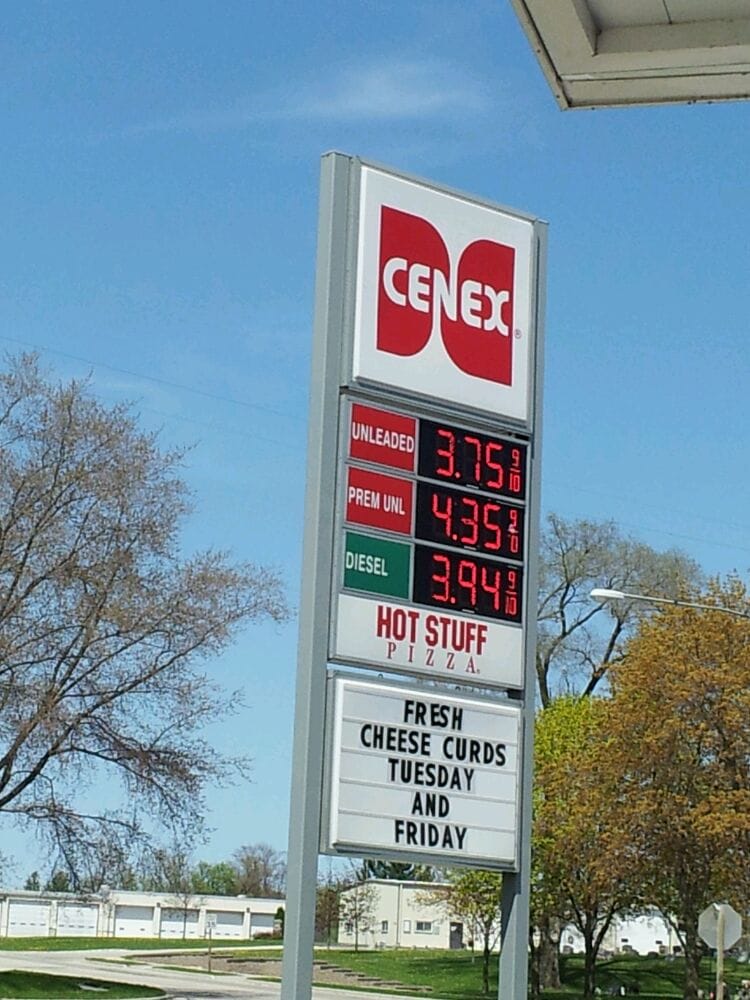 CENEX®
UNLEADED 3.75 9/10
PREM UNL 4.35 9/10
DIESEL 3.94 9/10
HOT STUFF
PIZZA®
FRESH
CHEESE CURDS
TUESDAY
AND
FRIDAY